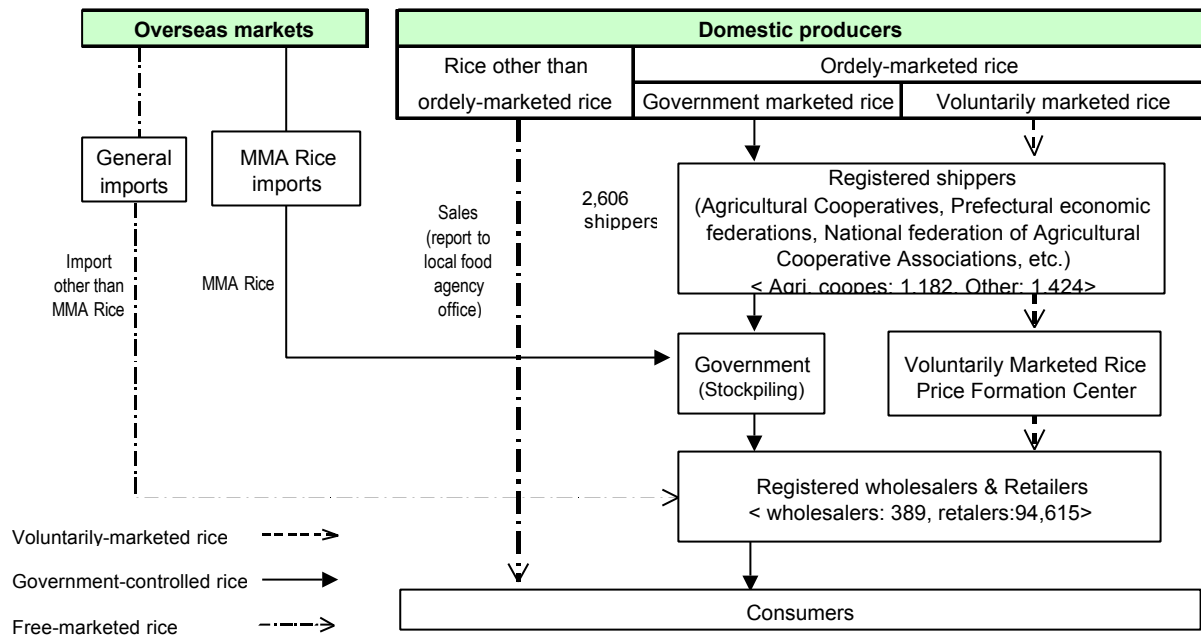 Overseas markets
Domestic producers
Rice other than
ordely-marketed rice
Ordely-marketed rice
Government marketed rice
Voluntarily marketed rice
General
imports
MMA Rice
imports
Import
other than
MMA Rice
MMA Rice
Sales
(report to
local food
agency
office)
2,606
shippers
Registered shippers
(Agricultural Cooperatives, Prefectural economic
federations, National federation of Agricultural
Cooperative Associations, etc.)
< Agri. coopes: 1,182, Other: 1,424>
Government
(Stockpiling)
Voluntarily Marketed Rice
Price Formation Center
Registered wholesalers & Retailers
< wholesalers: 389, retalers:94,615>
Voluntarily-marketed rice
Government-controlled rice
Free-marketed rice
Consumers